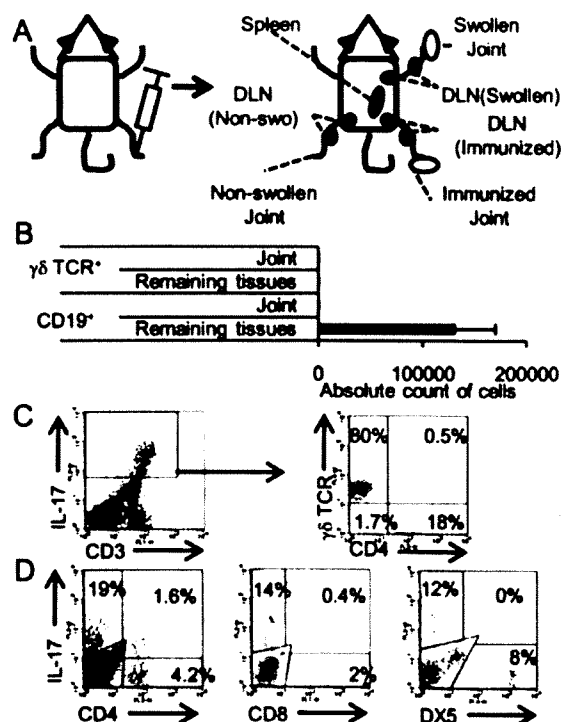 A
Spleen
Swollen
Joint
DLN
(Non-swo)
DLN(Swollen)
DLN
(Immunized)
Non-swollen
Joint
Immunized
Joint
B
γδ TCR⁺
Joint
Remaining tissues
CD19⁺
Joint
Remaining tissues
0 100000 200000
Absolute count of cells
C
IL-17
CD3
80% 0.5%
γδ TCR
1.7% 18%
CD4
D
IL-17
19% 1.6%
4.2%
CD4
14% 0.4%
2%
CD8
12% 0%
8%
DX5